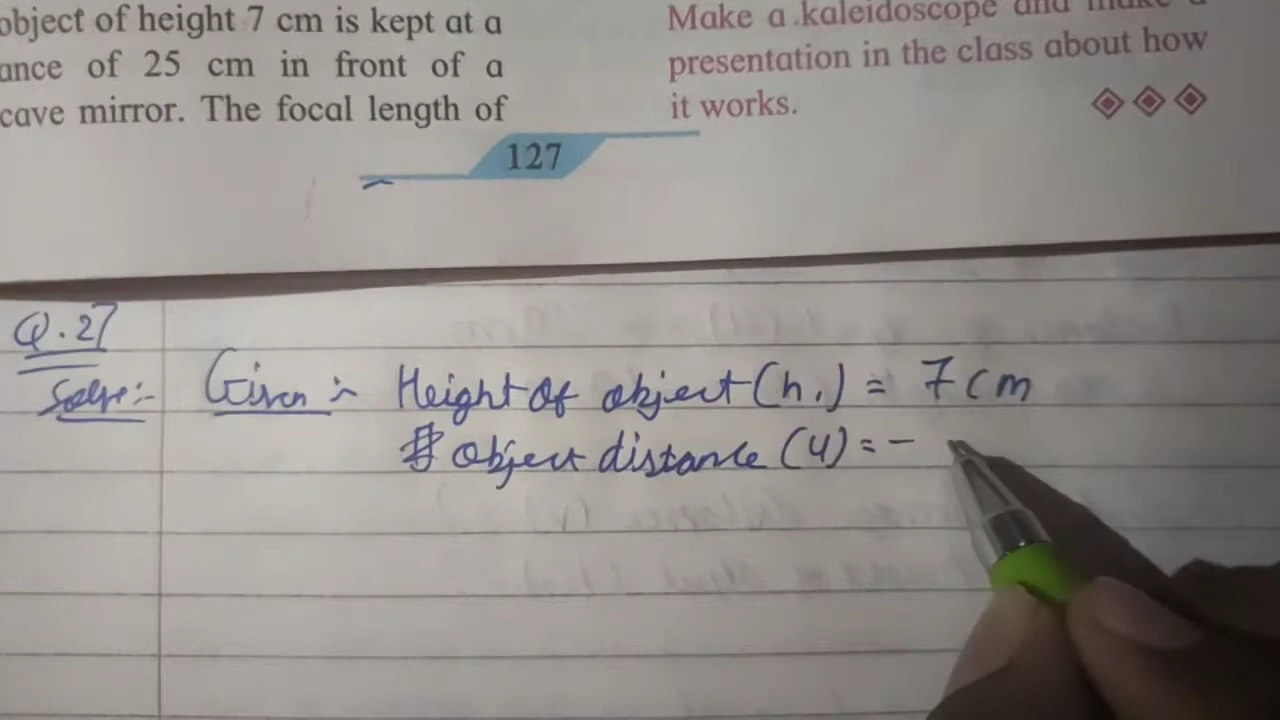 object of height 7 cm is kept at a
ance of 25 cm in front of a
cave mirror. The focal length of
Make a kaleidoscope and make a
presentation in the class about how
it works.
127
Q.27
Given :- Height of object (h1) = 7 cm
object distance (u) = -